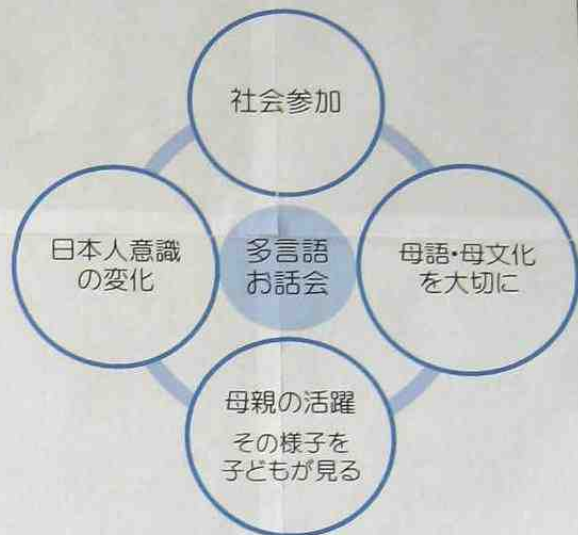 社会参加
日本人意識
の変化
多言語
お話会
母語・母文化
を大切に
母親の活躍
その様子を
子どもが見る